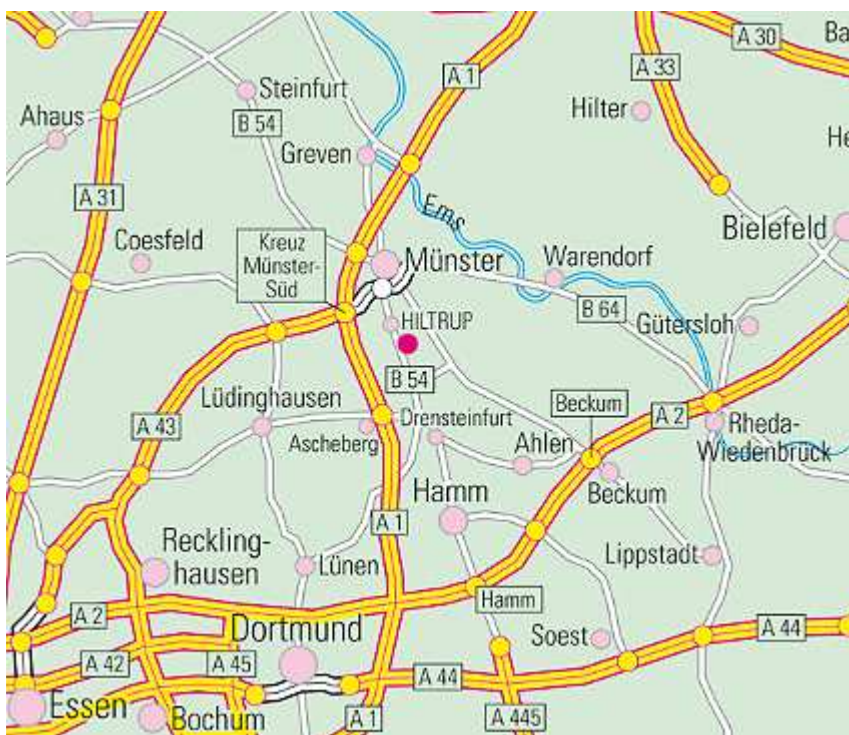 Ba
A 30
A 33
A 1
Steinfurt
Hilter
Ahaus
B 54
He
Greven
A 31
Ems
Bielefeld
Coesfeld
Kreuz
Münster-
Süd
Münster
Warendorf
B 64
Gütersloh
HILTRUP
B 54
Lüdinghausen
Beckum
A 2
A 43
Drensteinfurt
Rheda-
Wiedenbrück
Ascheberg
Ahlen
Beckum
Hamm
A 1
Reckling-
hausen
Lünen
Lippstadt
Hamm
A 2
Dortmund
Soest
A 44
A 42
A 45
A 44
Essen
Bochum
A 1
A 445